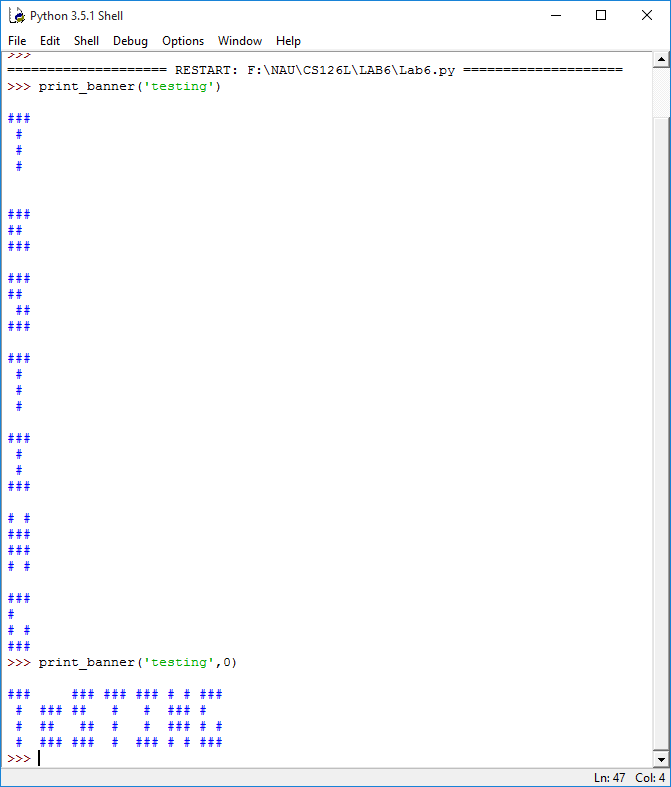 Python 3.5.1 Shell
File Edit Shell Debug Options Window Help
>>>
==================== RESTART: F:\NAU\CS126L\LAB6\Lab6.py ====================
>>> print_banner('testing')

###
 #
 #
 #


###
##
###

###
##
 ##
###

###
 #
 #
 #

###
 #
 #
###

# #
###
###
# #

###
#
# #
###
>>> print_banner('testing',0)

###     ### ### ### # # ###
 #  ### ##   #   #  ### #
 #  ##   ##  #   #  ### # #
 #  ### ###  #  ### # # ###
>>>
Ln: 47 Col: 4